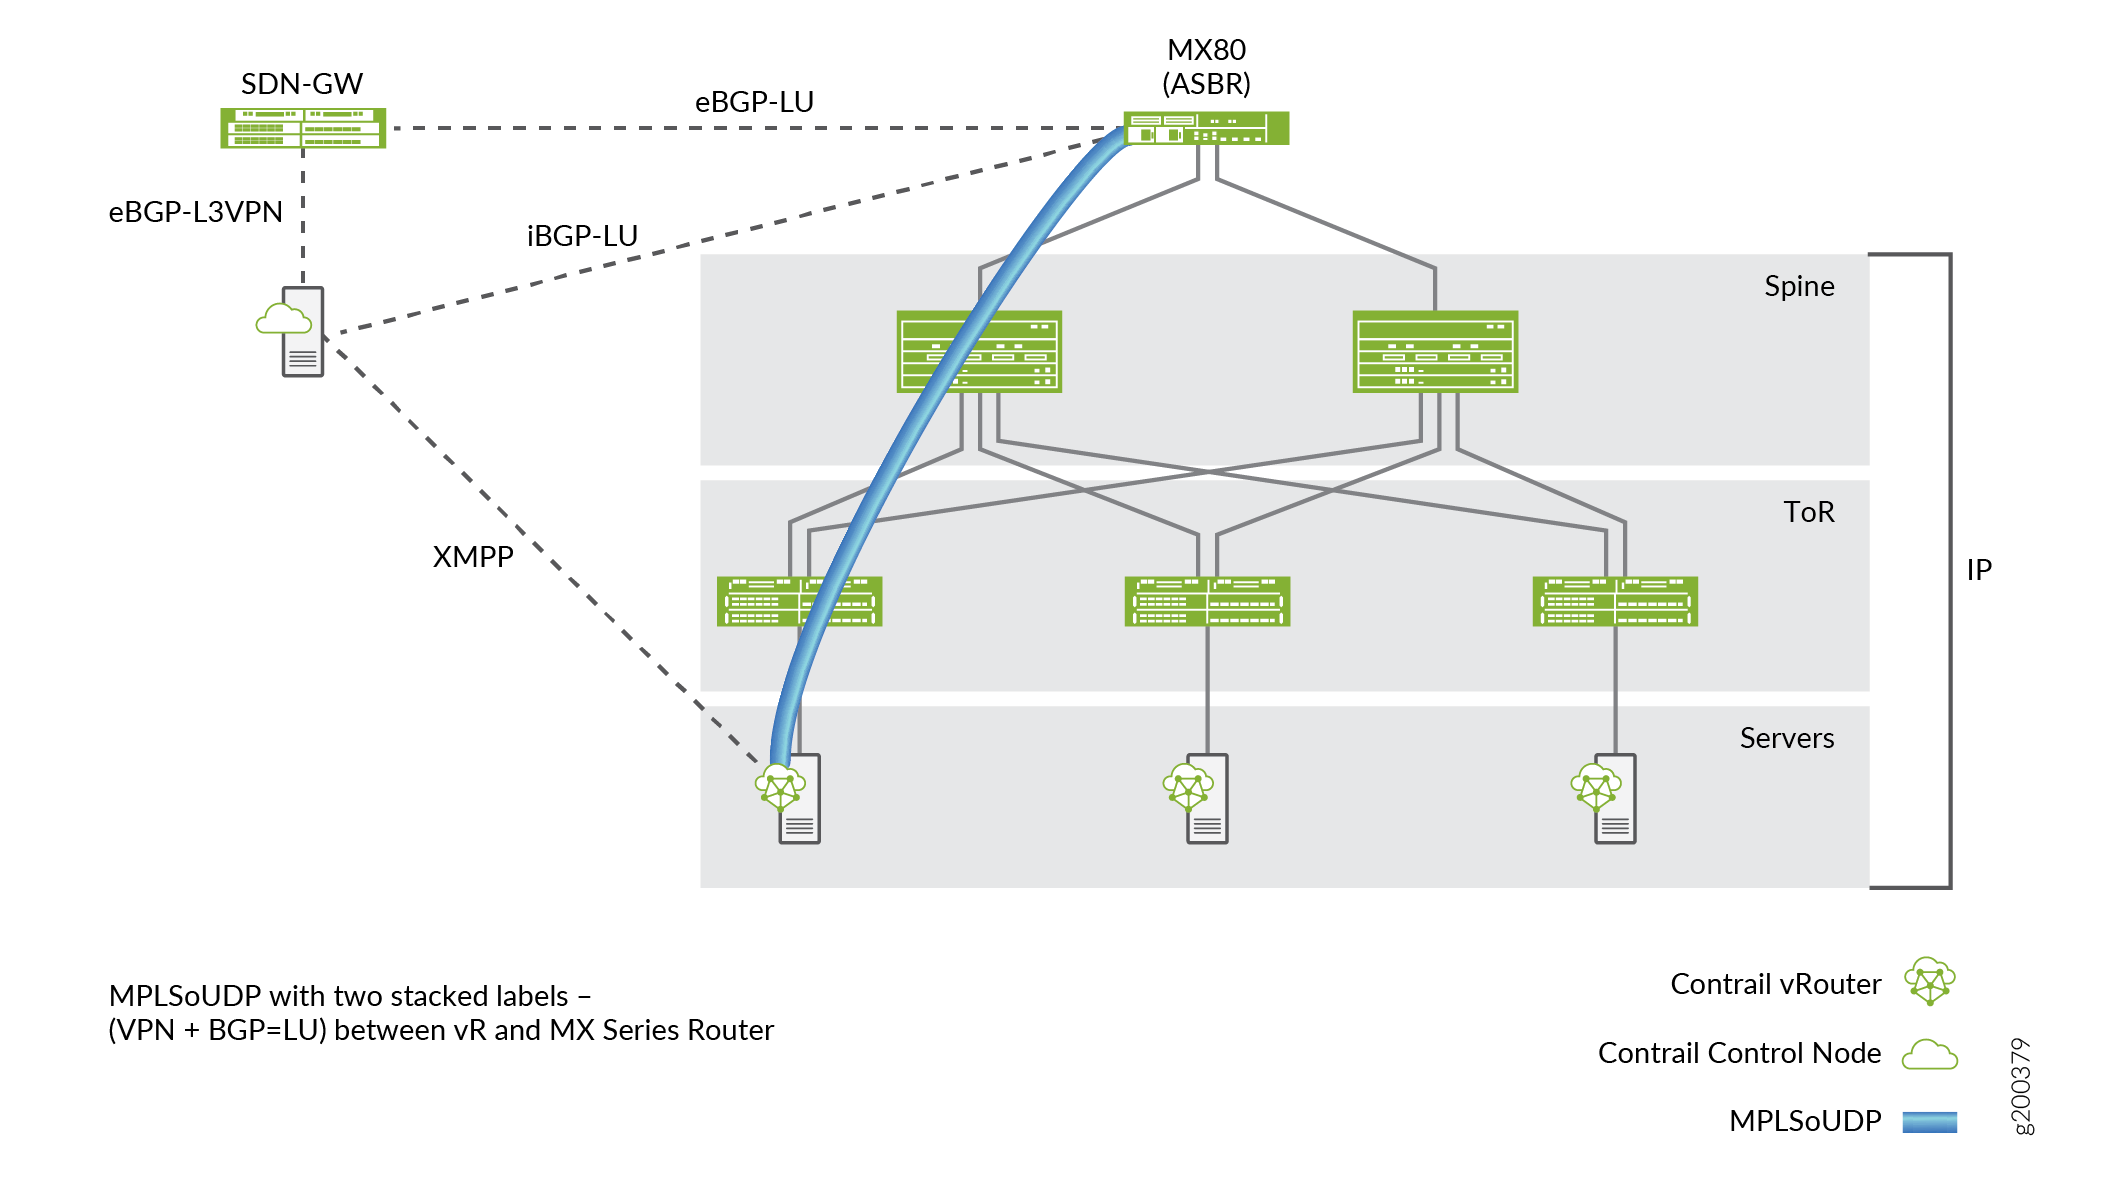 MX80
(ASBR)
SDN-GW
eBGP-LU
eBGP-L3VPN
iBGP-LU
Spine
ToR
XMPP
IP
Servers
MPLSoUDP with two stacked labels –
(VPN + BGP=LU) between vR and MX Series Router
Contrail vRouter
Contrail Control Node
MPLSoUDP
g200379